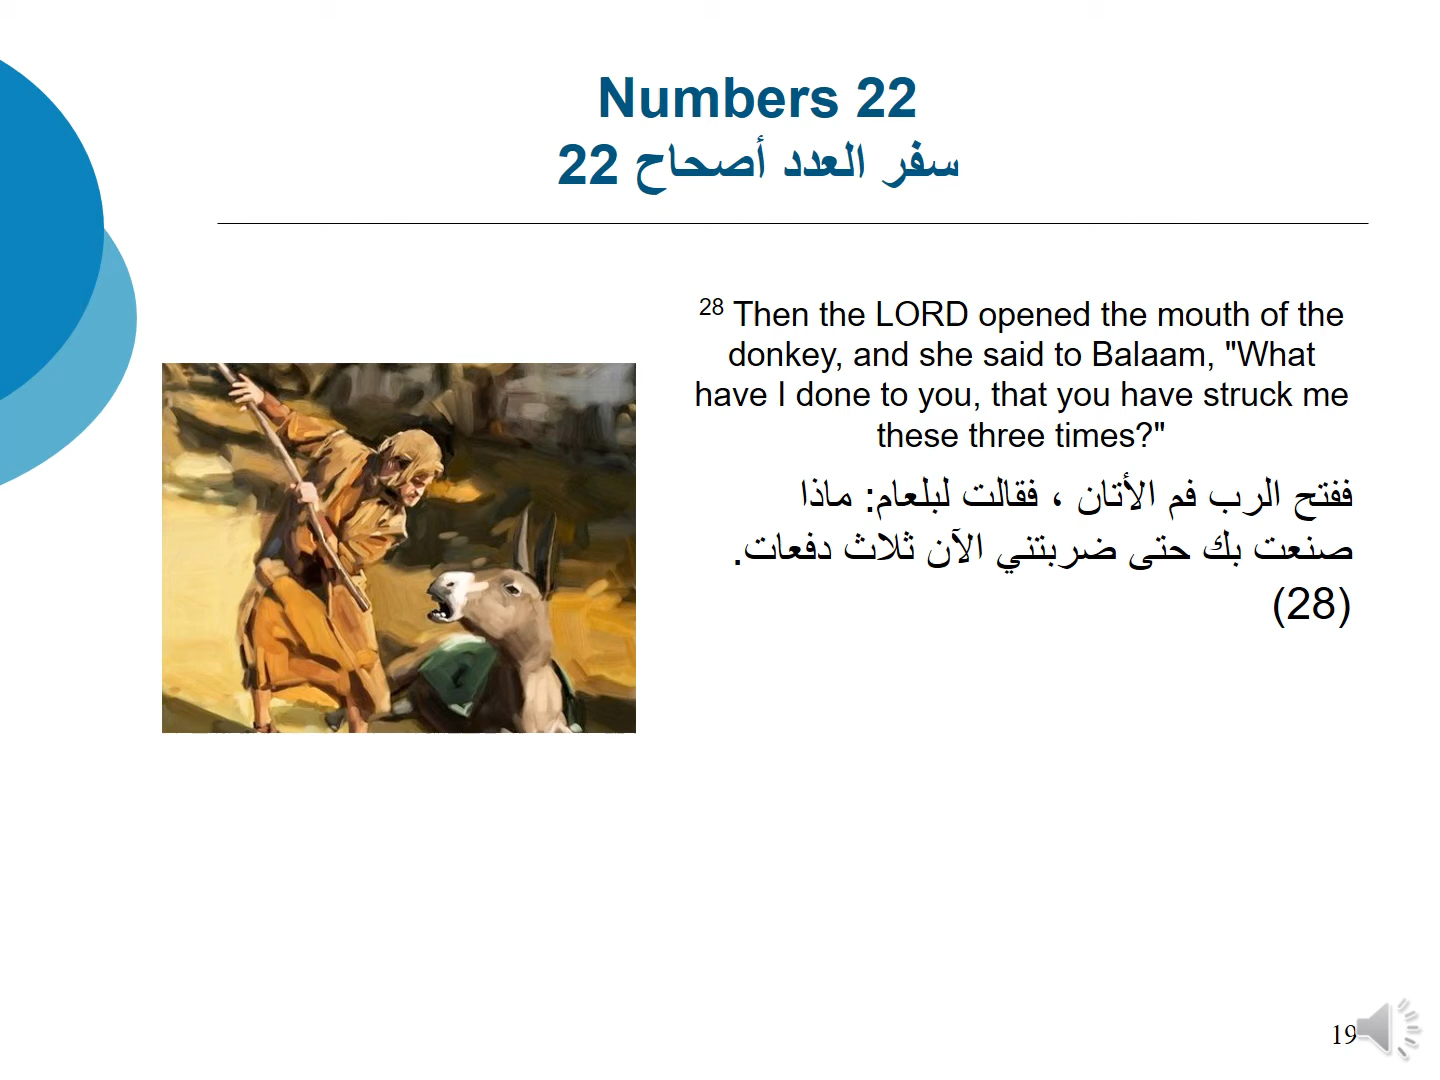 Numbers 22
سفر العدد أصحاح 22
28 Then the LORD opened the mouth of the
donkey, and she said to Balaam, "What
have I done to you, that you have struck me
these three times?"
ففتح الرب فم الأتان ، فقالت لبلعام: ماذا
صنعت بك حتى ضربتني الآن ثلاث دفعات.
(28)
19